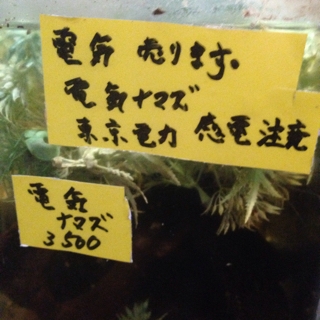 電気 売ります。
電気ナマズ
東京電力 感電注意
電気
ナマズ
3500